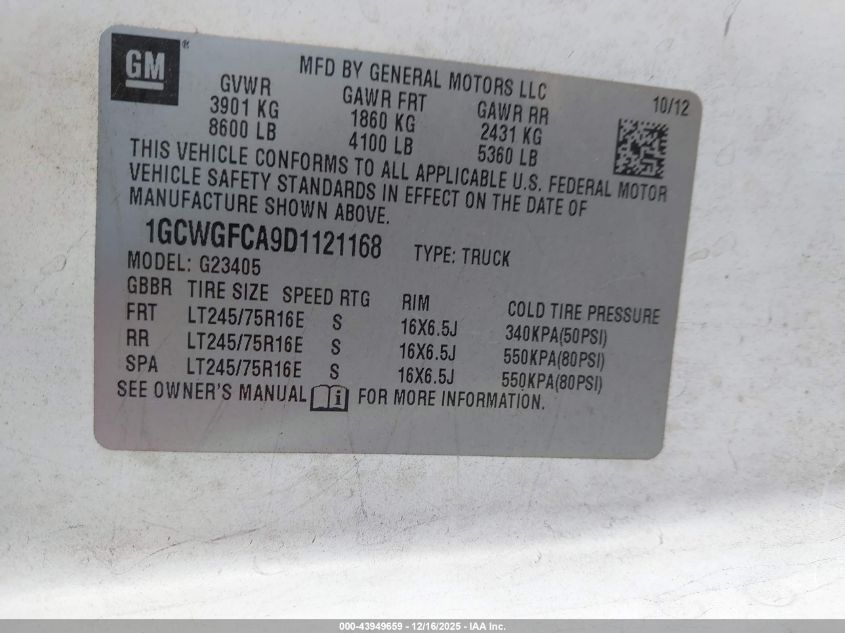 GM®
MFD BY GENERAL MOTORS LLC
10/12
GVWR GAWR FRT GAWR RR
3901 KG 1860 KG 2431 KG
8600 LB 4100 LB 5360 LB
THIS VEHICLE CONFORMS TO ALL APPLICABLE U.S. FEDERAL MOTOR
VEHICLE SAFETY STANDARDS IN EFFECT ON THE DATE OF
MANUFACTURE SHOWN ABOVE.
1GCWGFCA9D1121168 TYPE: TRUCK
MODEL: G23405
GBBR TIRE SIZE SPEED RTG RIM COLD TIRE PRESSURE
FRT LT245/75R16E S 16X6.5J 340KPA(50PSI)
RR LT245/75R16E S 16X6.5J 550KPA(80PSI)
SPA LT245/75R16E S 16X6.5J 550KPA(80PSI)
SEE OWNER'S MANUAL FOR MORE INFORMATION.
000-43949659 - 12/16/2025 - IAA Inc.